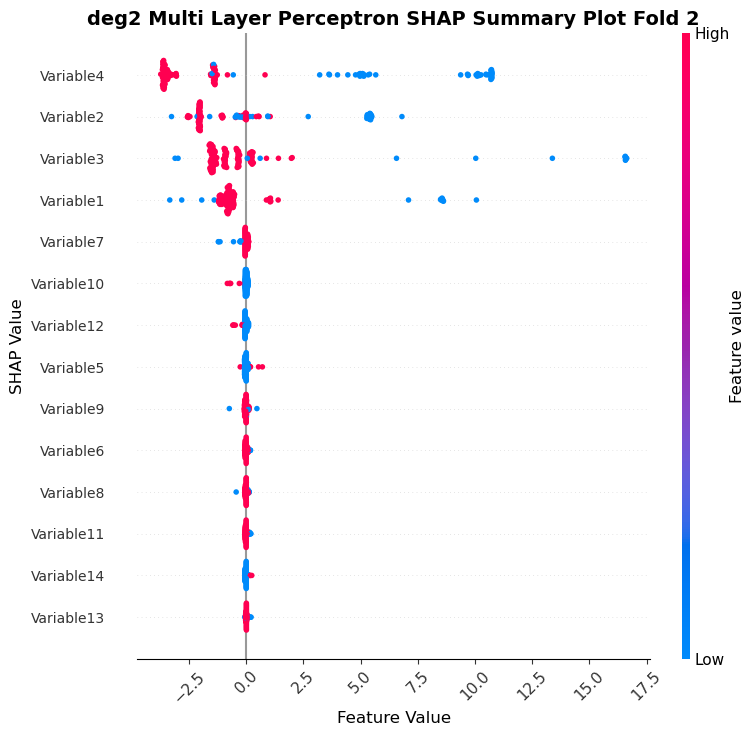 deg2 Multi Layer Perceptron SHAP Summary Plot Fold 2
High
Variable4
Variable2
Variable3
Variable1
Variable7
Variable10
Variable12
Variable5
Variable9
Variable6
Variable8
Variable11
Variable14
Variable13
SHAP Value
Feature value
Low
−2.5 0.0 2.5 5.0 7.5 10.0 12.5 15.0 17.5
Feature Value